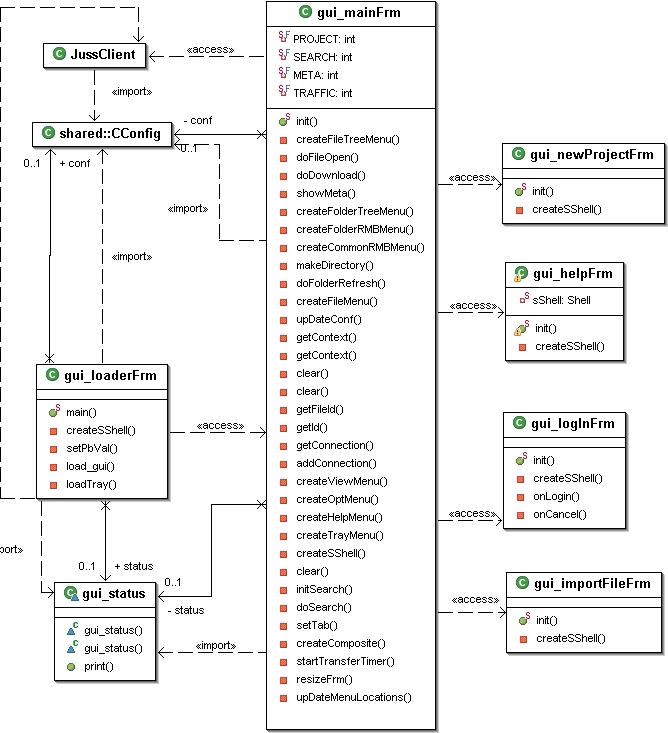 JussClient
«access»
«import»
shared::CConfig
- conf
0..1
0..1
+ conf
«import»
«import»
gui_mainFrm
PROJECT: int
SEARCH: int
META: int
TRAFFIC: int
init()
createFileTreeMenu()
doFileOpen()
doDownload()
showMeta()
createFolderTreeMenu()
createFolderRMBMenu()
createCommonRMBMenu()
makeDirectory()
doFolderRefresh()
createFileMenu()
upDateConf()
getContext()
getContext()
clear()
clear()
getFileId()
getId()
getConnection()
addConnection()
createViewMenu()
createOptMenu()
createHelpMenu()
createTrayMenu()
createSShell()
clear()
initSearch()
doSearch()
setTab()
createComposite()
startTransferTimer()
resizeFrm()
upDateMenuLocations()
gui_loaderFrm
main()
createSShell()
setPbVal()
load_gui()
loadTray()
«access»
port»
0..1
+ status
0..1
- status
gui_status
gui_status()
gui_status()
print()
«import»
«access»
gui_newProjectFrm
init()
createSShell()
«access»
gui_helpFrm
sShell: Shell
init()
createSShell()
«access»
gui_logInFrm
init()
createSShell()
onLogin()
onCancel()
«access»
gui_importFileFrm
init()
createSShell()